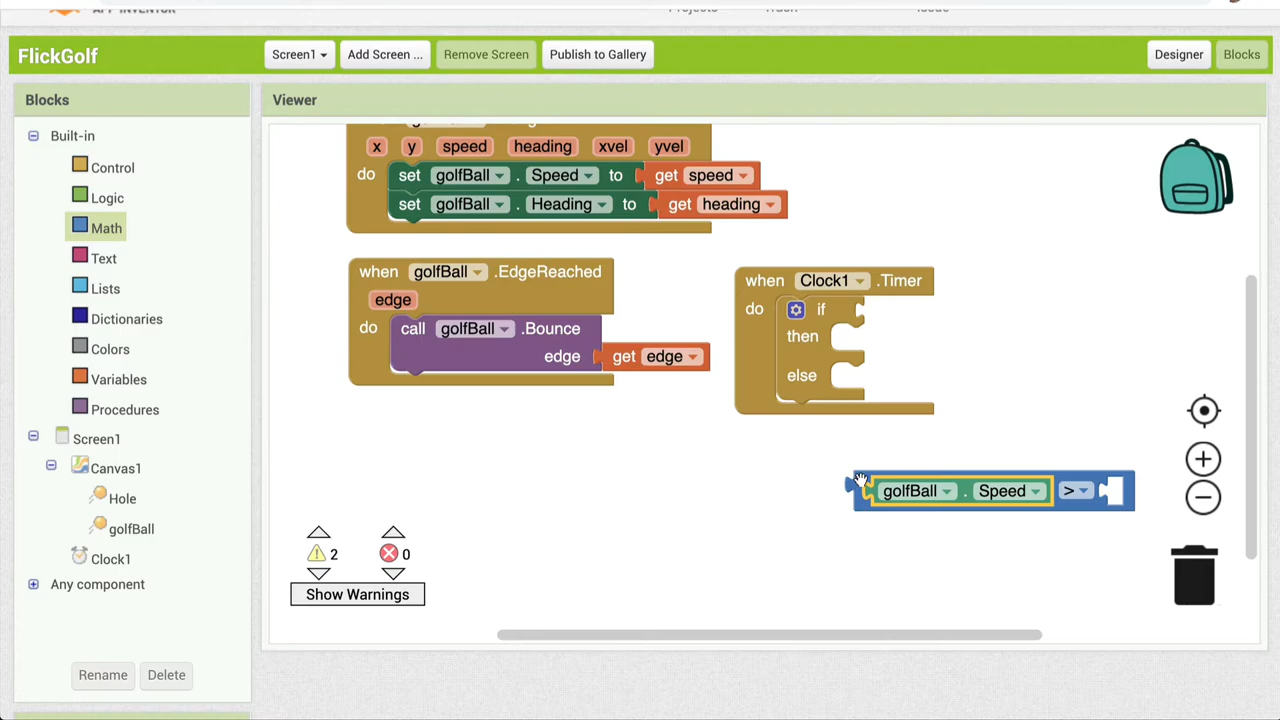 FlickGolf
Screen1
Add Screen ...
Remove Screen
Publish to Gallery
Designer
Blocks
Blocks
Viewer
Built-in
Control
Logic
Math
Text
Lists
Dictionaries
Colors
Variables
Procedures
Screen1
Canvas1
Hole
golfBall
Clock1
Any component
Rename
Delete
x y speed heading xvel yvel
do set golfBall . Speed to get speed
set golfBall . Heading to get heading
when golfBall .EdgeReached
edge
do call golfBall .Bounce
edge get edge
when Clock1 .Timer
do if
then
else
golfBall . Speed >
2 0
Show Warnings